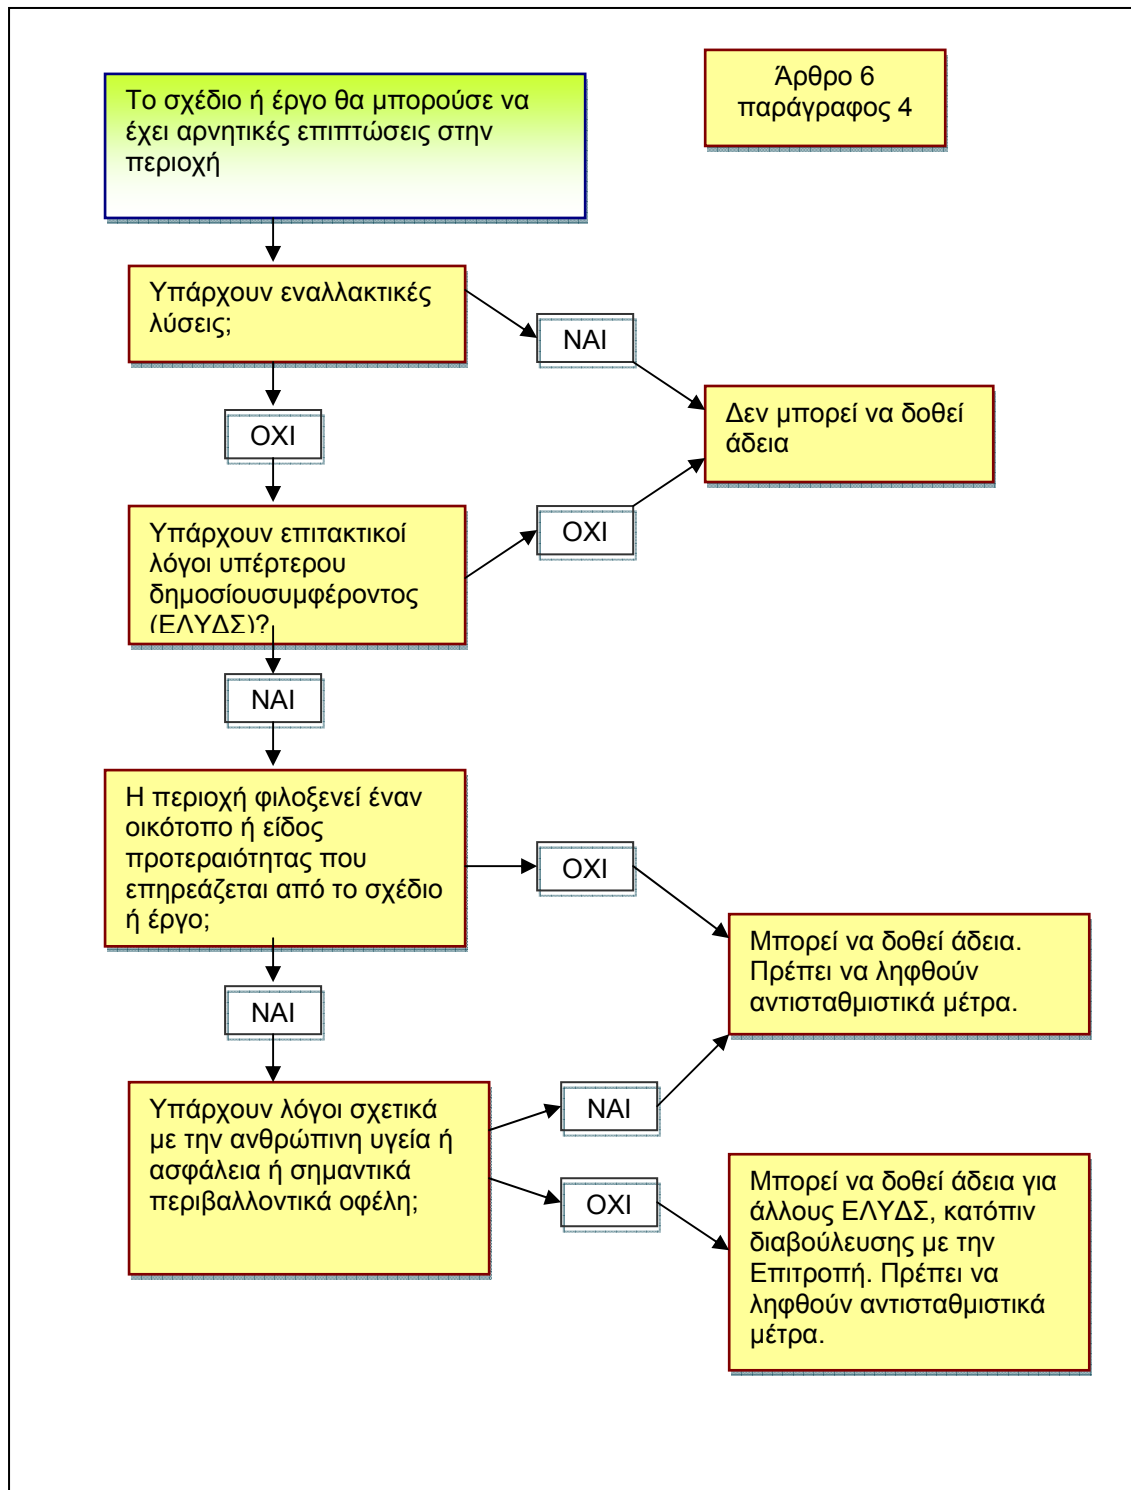 Άρθρο 6
παράγραφος 4
Το σχέδιο ή έργο θα μπορούσε να
έχει αρνητικές επιπτώσεις στην
περιοχή
Υπάρχουν εναλλακτικές
λύσεις;
ΝΑΙ
Δεν μπορεί να δοθεί
άδεια
ΟΧΙ
Υπάρχουν επιτακτικοί
λόγοι υπέρτερου
δημοσίουσυμφέροντος
(ΕΛΥΔΣ)?
ΟΧΙ
ΝΑΙ
Η περιοχή φιλοξενεί έναν
οικότοπο ή είδος
προτεραιότητας που
επηρεάζεται από το σχέδιο
ή έργο;
ΟΧΙ
Μπορεί να δοθεί άδεια.
Πρέπει να ληφθούν
αντισταθμιστικά μέτρα.
ΝΑΙ
Υπάρχουν λόγοι σχετικά
με την ανθρώπινη υγεία ή
ασφάλεια ή σημαντικά
περιβαλλοντικά οφέλη;
ΝΑΙ
ΟΧΙ
Μπορεί να δοθεί άδεια για
άλλους ΕΛΥΔΣ, κατόπιν
διαβούλευσης με την
Επιτροπή. Πρέπει να
ληφθούν αντισταθμιστικά
μέτρα.